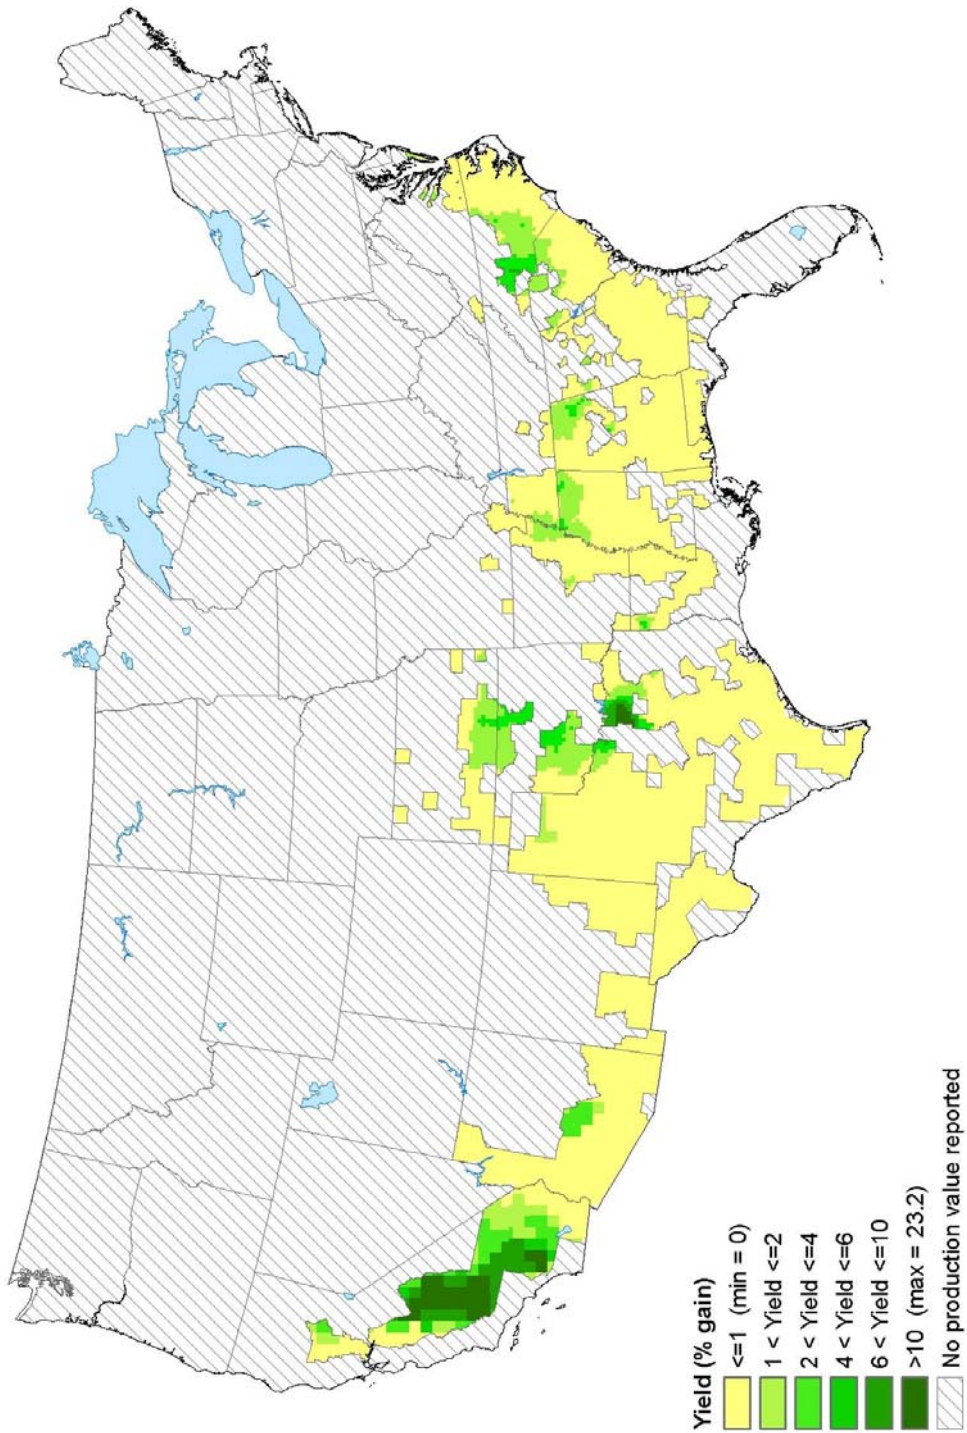 Yield (% gain)
<=1 (min = 0)
1 < Yield <=2
2 < Yield <=4
4 < Yield <=6
6 < Yield <=10
>10 (max = 23.2)
No production value reported